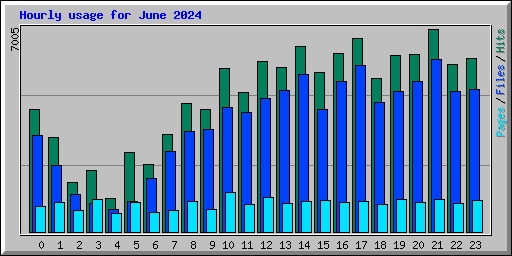 Hourly usage for June 2024
7005
Pages / Files / Hits
0 1 2 3 4 5 6 7 8 9 10 11 12 13 14 15 16 17 18 19 20 21 22 23